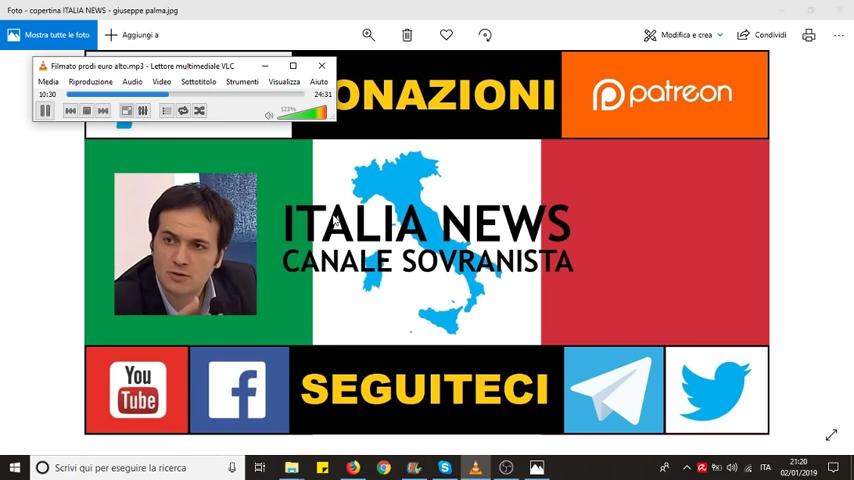 Foto - copertina ITALIA NEWS - giuseppe palma.jpg
Mostra tutte le foto
Aggiungi a
Modifica e crea
Condividi
Filmato prodi euro alto.mp3 - Lettore multimediale VLC
Media Riproduzione Audio Video Sottotitolo Strumenti Visualizza Aiuto
10:30
24:31
123%
ONAZIONI
patreon
ITALIA NEWS
CANALE SOVRANISTA
You
Tube
f
SEGUITECI
Scrivi qui per eseguire la ricerca
ITA
21:20
02/01/2019